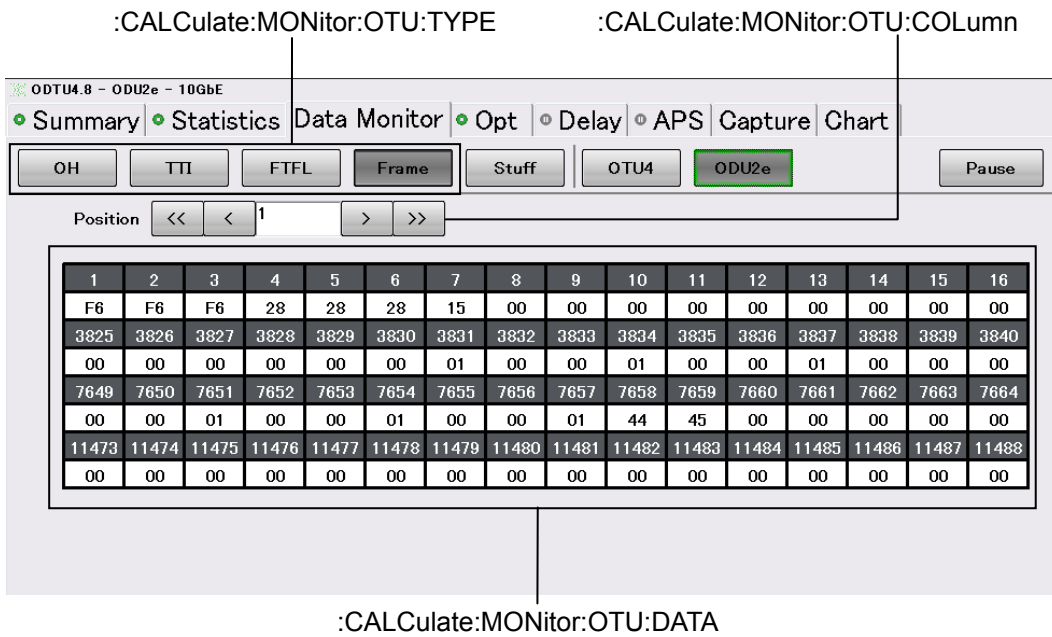 :CALCulate:MONitor:OTU:TYPE :CALCulate:MONitor:OTU:COLumn
ODTU4.8 - ODU2e - 10GbE
Summary Statistics Data Monitor Opt Delay APS Capture Chart
OH TTI FTFL Frame Stuff OTU4 ODU2e Pause
Position << < 1 > >>
1 2 3 4 5 6 7 8 9 10 11 12 13 14 15 16
F6 F6 F6 28 28 28 15 00 00 00 00 00 00 00 00 00
3825 3826 3827 3828 3829 3830 3831 3832 3833 3834 3835 3836 3837 3838 3839 3840
00 00 00 00 00 00 01 00 00 01 00 00 01 00 00 00
7649 7650 7651 7652 7653 7654 7655 7656 7657 7658 7659 7660 7661 7662 7663 7664
00 00 01 00 00 01 00 00 01 44 45 00 00 00 00 00
11473 11474 11475 11476 11477 11478 11479 11480 11481 11482 11483 11484 11485 11486 11487 11488
00 00 00 00 00 00 00 00 00 00 00 00 00 00 00 00
:CALCulate:MONitor:OTU:DATA